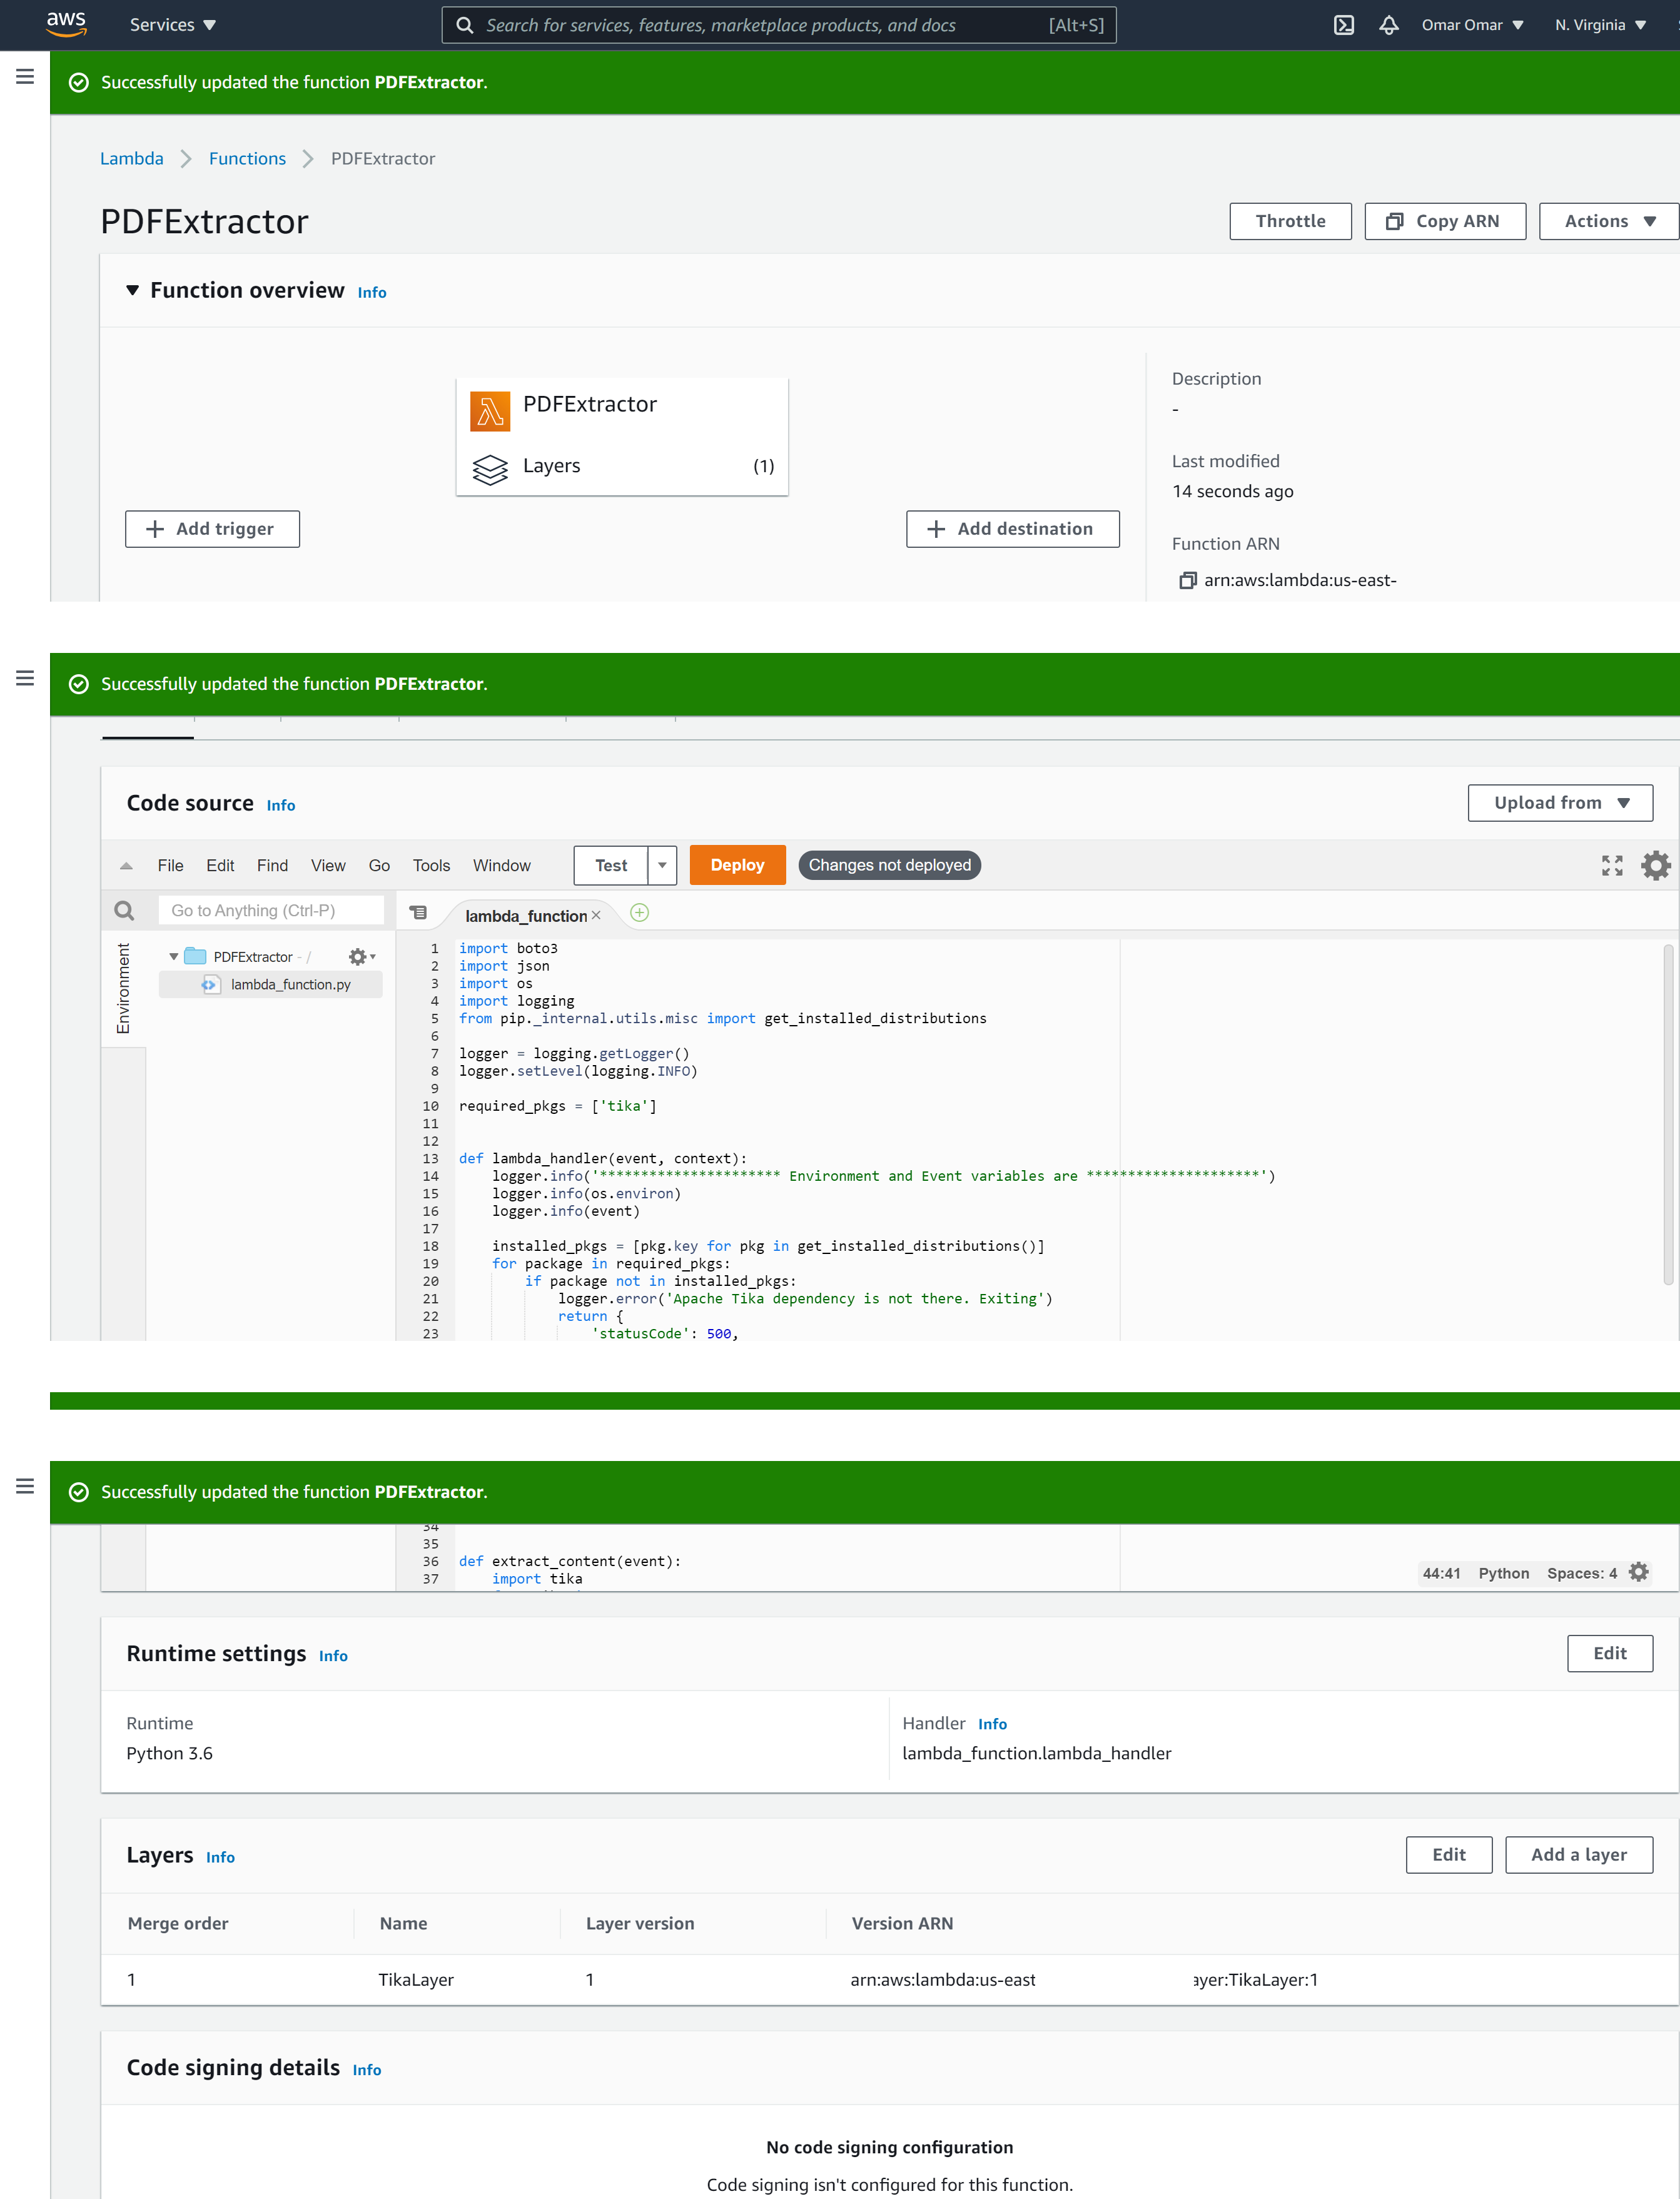 aws Services Search for services, features, marketplace products, and docs [Alt+S] Omar Omar N. Virginia
Successfully updated the function PDFExtractor.
Lambda Functions PDFExtractor
PDFExtractor Throttle Copy ARN Actions
Function overview Info
PDFExtractor
Layers (1)
Add trigger
Add destination
Description
-
Last modified
14 seconds ago
Function ARN
arn:aws:lambda:us-east-
Successfully updated the function PDFExtractor.
Code source Info Upload from
File Edit Find View Go Tools Window Test Deploy Changes not deployed
Go to Anything (Ctrl-P) lambda_function
Environment
PDFExtractor - /
lambda_function.py
1 import boto3
2 import json
3 import os
4 import logging
5 from pip._internal.utils.misc import get_installed_distributions
6
7 logger = logging.getLogger()
8 logger.setLevel(logging.INFO)
9
10 required_pkgs = ['tika']
11
12
13 def lambda_handler(event, context):
14 logger.info('********************** Environment and Event variables are *********************')
15 logger.info(os.environ)
16 logger.info(event)
17
18 installed_pkgs = [pkg.key for pkg in get_installed_distributions()]
19 for package in required_pkgs:
20 if package not in installed_pkgs:
21 logger.error('Apache Tika dependency is not there. Exiting')
22 return {
23 'statusCode': 500,
Successfully updated the function PDFExtractor.
34
35
36 def extract_content(event):
37 import tika
44:41 Python Spaces: 4
Runtime settings Info Edit
Runtime
Python 3.6
Handler Info
lambda_function.lambda_handler
Layers Info Edit Add a layer
Merge order Name Layer version Version ARN
1 TikaLayer 1 arn:aws:lambda:us-east ayer:TikaLayer:1
Code signing details Info
No code signing configuration
Code signing isn't configured for this function.